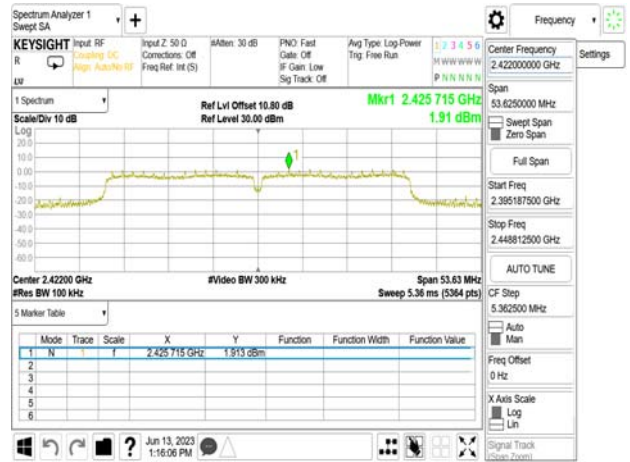 Spectrum Analyzer 1
Swept SA
Frequency
KEYSIGHT
R
Input: RF
Coupling: DC
Align: Auto/No RF
Input Z: 50 Ω
Corrections: Off
Freq Ref: Int (S)
#Atten: 30 dB
PNO: Fast
Gate: Off
IF Gain: Low
Sig Track: Off
Avg Type: Log-Power
Trig: Free Run
1 2 3 4 5 6
M W W W W W
P N N N N N
Center Frequency
2.422000000 GHz
Settings
Span
53.6250000 MHz
Swept Span
Zero Span
Full Span
Start Freq
2.395187500 GHz
Stop Freq
2.448812500 GHz
AUTO TUNE
CF Step
5.362500 MHz
Auto
Man
Freq Offset
0 Hz
X Axis Scale
Log
Lin
Signal Track
(Span Zoom)
1 Spectrum
Scale/Div 10 dB
Ref Lvl Offset 10.80 dB
Ref Level 30.00 dBm
Mkr1 2.425 715 GHz
1.91 dBm
Log
20.0
10.0
0.00
-10.0
-20.0
-30.0
-40.0
-50.0
-60.0
1
Center 2.42200 GHz
#Res BW 100 kHz
#Video BW 300 kHz
Span 53.63 MHz
Sweep 5.36 ms (5364 pts)
5 Marker Table
Mode Trace Scale X Y Function Function Width Function Value
1 N 1 f 2.425 715 GHz 1.913 dBm
2
3
4
5
6
?
Jun 13, 2023
1:16:06 PM